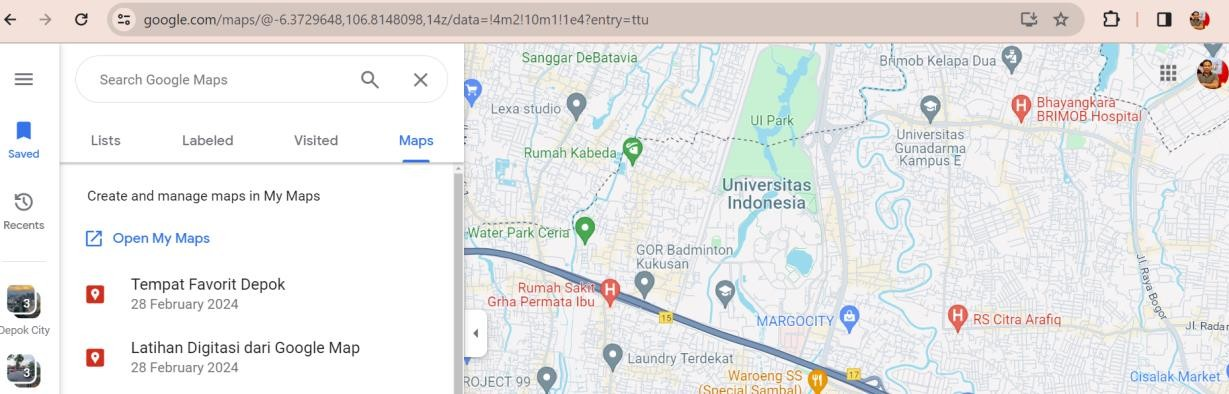 google.com/maps/@-6.3729648,106.8148098,14z/data=!4m2!10m1!1e4?entry=ttu
Search Google Maps
Saved
Recents
3
Depok City
3
Lists
Labeled
Visited
Maps
Create and manage maps in My Maps
Open My Maps
Tempat Favorit Depok
28 February 2024
Latihan Digitasi dari Google Map
28 February 2024
Sanggar DeBatavia
Brimob Kelapa Dua
Lexa studio
UI Park
H
Bhayangkara
BRIMOB Hospital
Universitas
Gunadarma
Kampus E
Rumah Kabeda
Universitas
Indonesia
Water Park Ceria
GOR Badminton
Kukusan
Jl. Raya Bogor
Rumah Sakit
Grha Permata Ibu
H
15
MARGOCITY
H
RS Citra Arafiq
Jl. Radar
Laundry Terdekat
ROJECT 99
Waroeng SS
(Special Sambal)
17
Cisalak Market